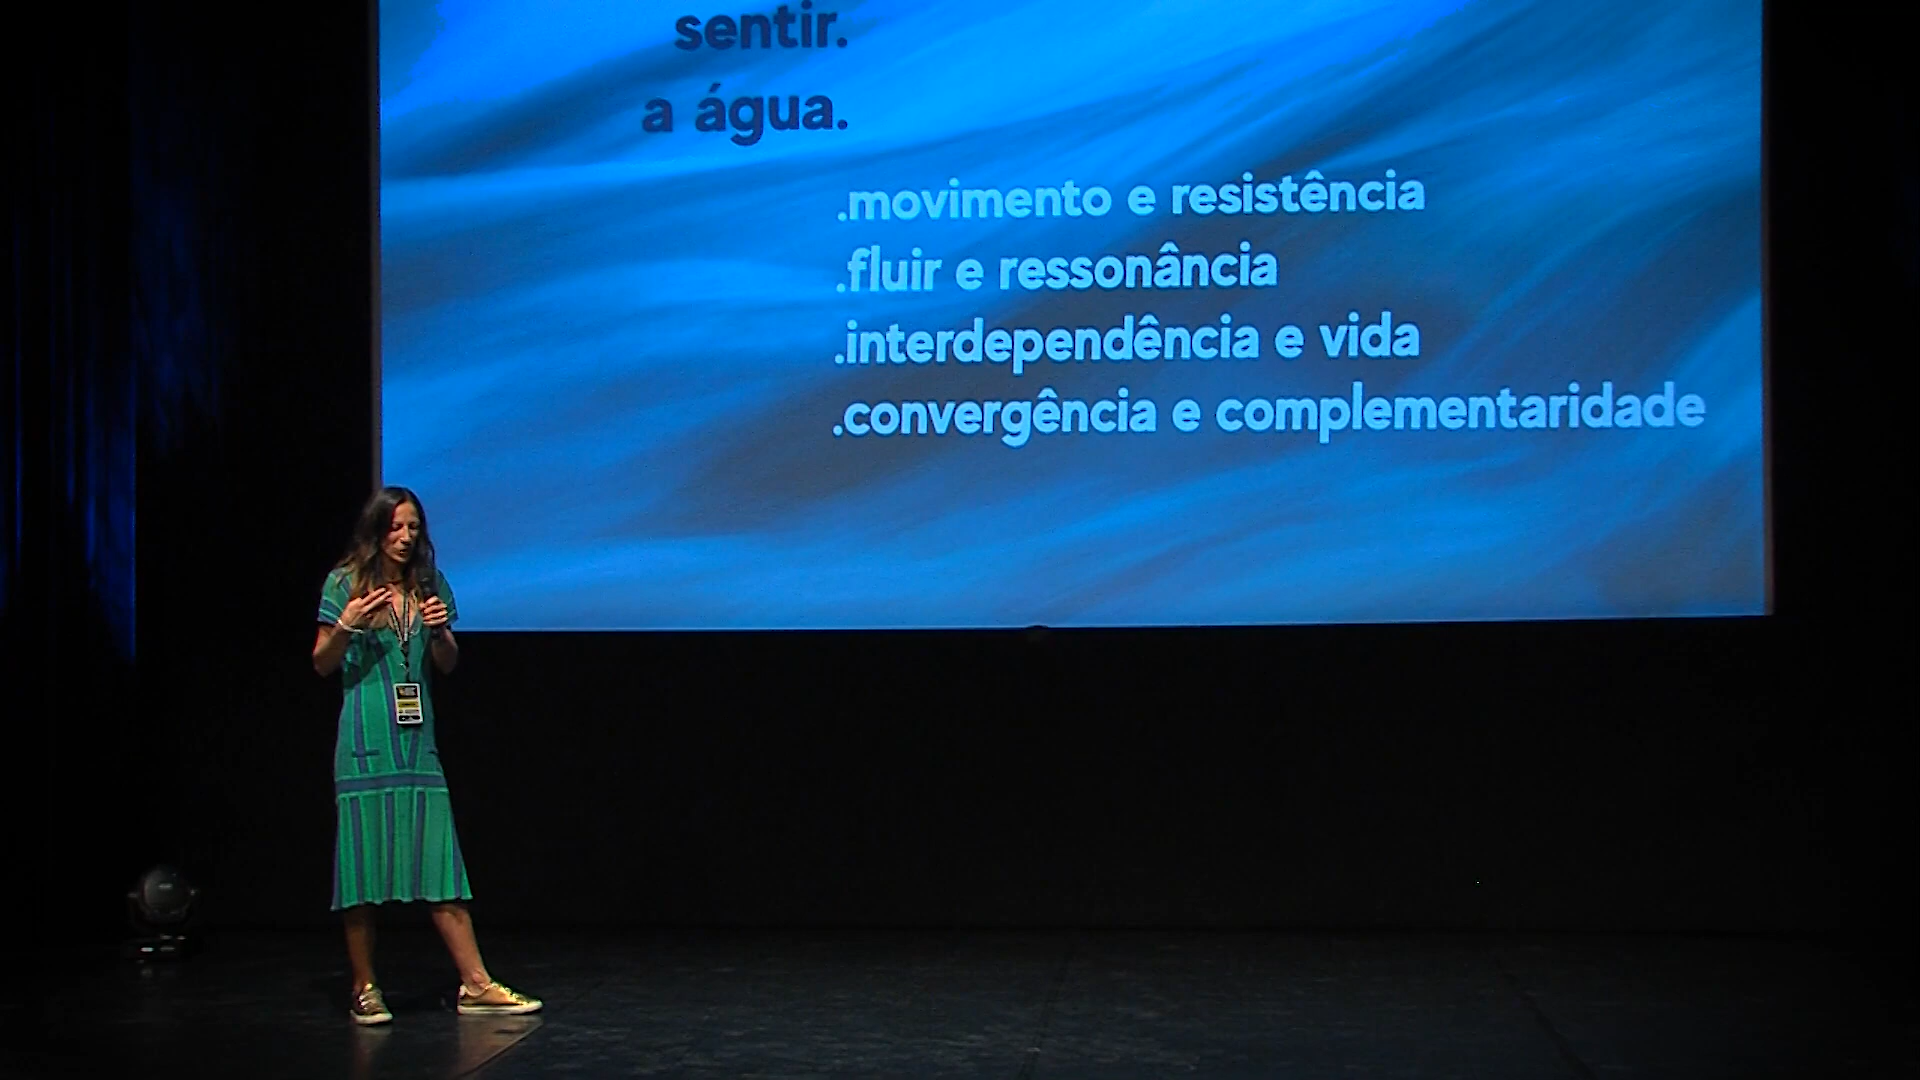 sentir.
a água.
.movimento e resistência
.fluir e ressonância
.interdependência e vida
.convergência e complementaridade